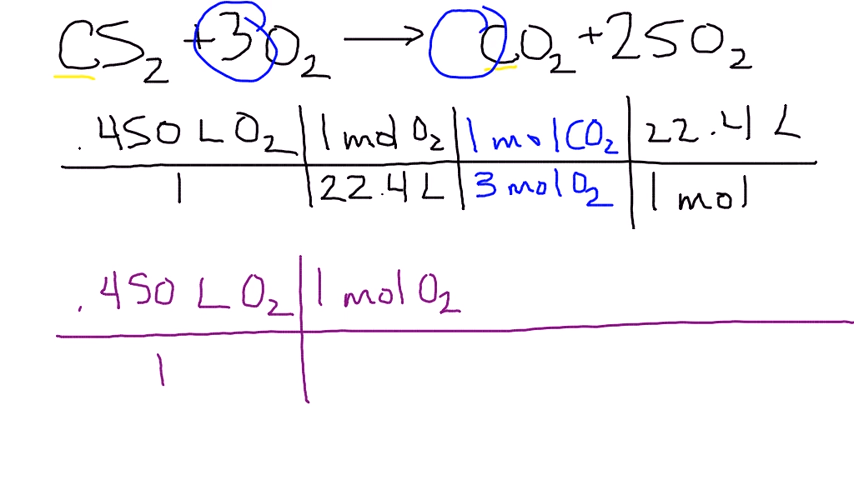 CS2 + 3O2 → CO2 + 2SO2
.450 L O2 | 1 mol O2 | 1 mol CO2 | 22.4 L
1 | 22.4 L | 3 mol O2 | 1 mol
.450 L O2 | 1 mol O2
1